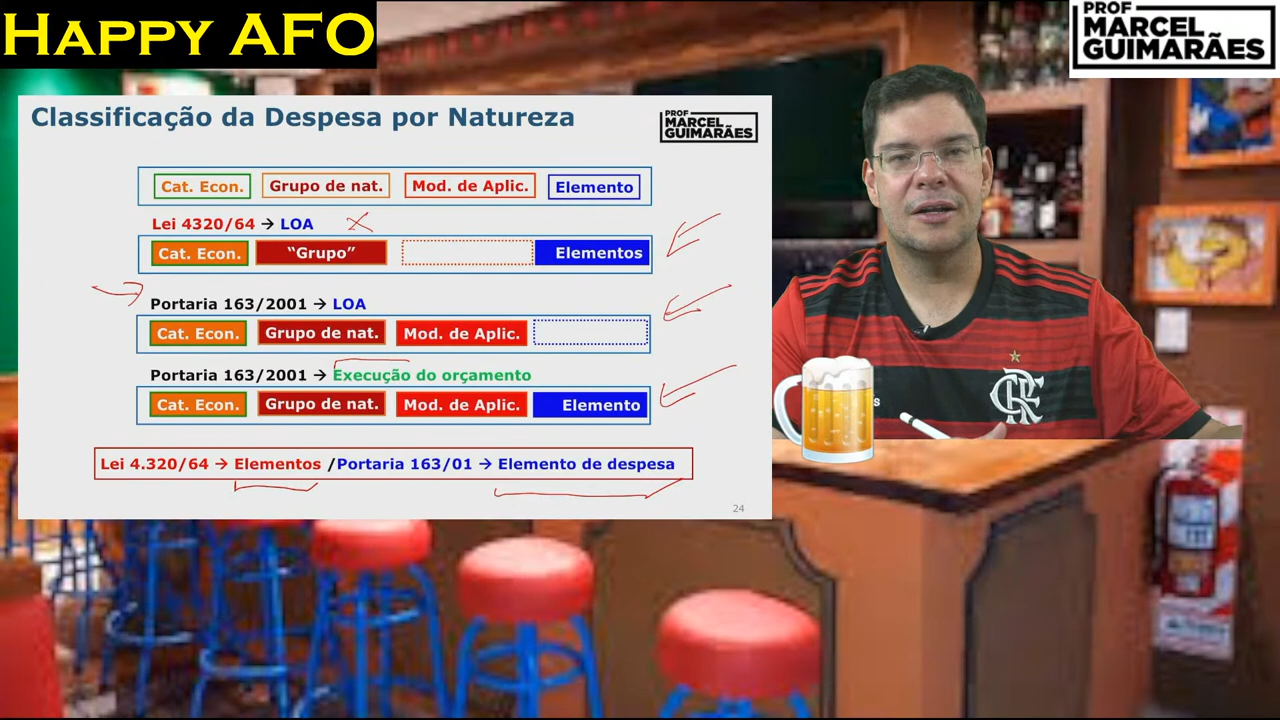 HAPPY AFO
PROF
MARCEL
GUIMARÃES
Classificação da Despesa por Natureza
PROF
MARCEL
GUIMARÃES
Cat. Econ. Grupo de nat. Mod. de Aplic. Elemento
Lei 4320/64 → LOA
Cat. Econ. “Grupo” Elementos
Portaria 163/2001 → LOA
Cat. Econ. Grupo de nat. Mod. de Aplic.
Portaria 163/2001 → Execução do orçamento
Cat. Econ. Grupo de nat. Mod. de Aplic. Elemento
Lei 4.320/64 → Elementos /Portaria 163/01 → Elemento de despesa
24